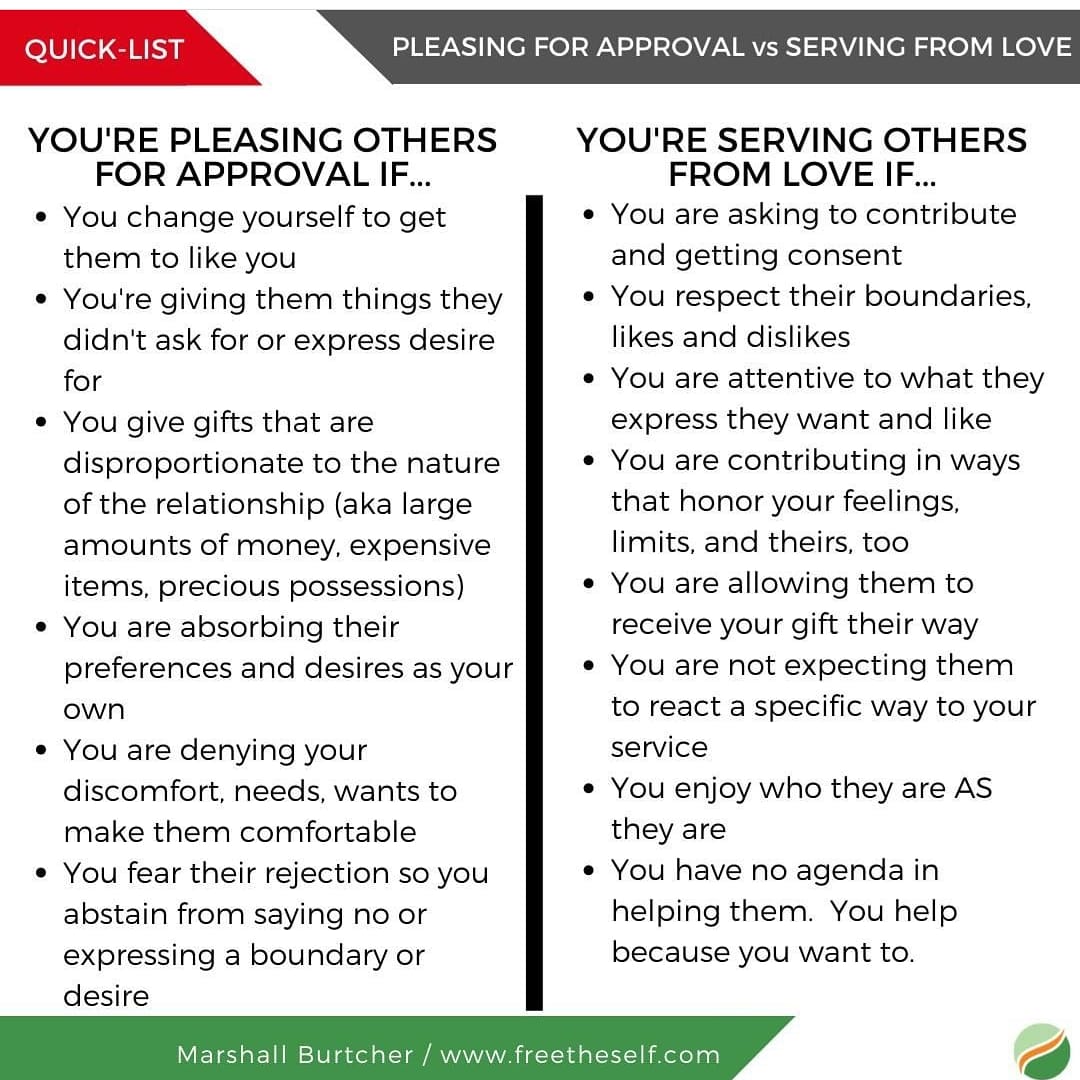 QUICK-LIST
PLEASING FOR APPROVAL vs SERVING FROM LOVE
YOU'RE PLEASING OTHERS
FOR APPROVAL IF...
• You change yourself to get
them to like you
• You're giving them things they
didn't ask for or express desire
for
• You give gifts that are
disproportionate to the nature
of the relationship (aka large
amounts of money, expensive
items, precious possessions)
• You are absorbing their
preferences and desires as your
own
• You are denying your
discomfort, needs, wants to
make them comfortable
• You fear their rejection so you
abstain from saying no or
expressing a boundary or
desire
YOU'RE SERVING OTHERS
FROM LOVE IF...
• You are asking to contribute
and getting consent
• You respect their boundaries,
likes and dislikes
• You are attentive to what they
express they want and like
• You are contributing in ways
that honor your feelings,
limits, and theirs, too
• You are allowing them to
receive your gift their way
• You are not expecting them
to react a specific way to your
service
• You enjoy who they are AS
they are
• You have no agenda in
helping them.  You help
because you want to.
Marshall Burtcher / www.freetheself.com